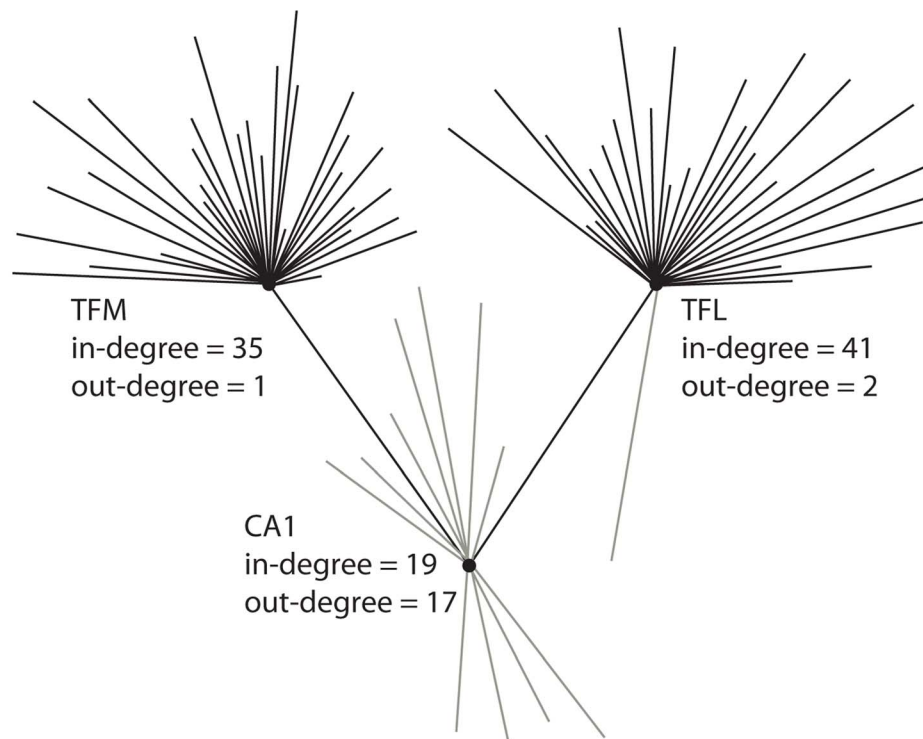 TFM
in-degree = 35
out-degree = 1
TFL
in-degree = 41
out-degree = 2
CA1
in-degree = 19
out-degree = 17